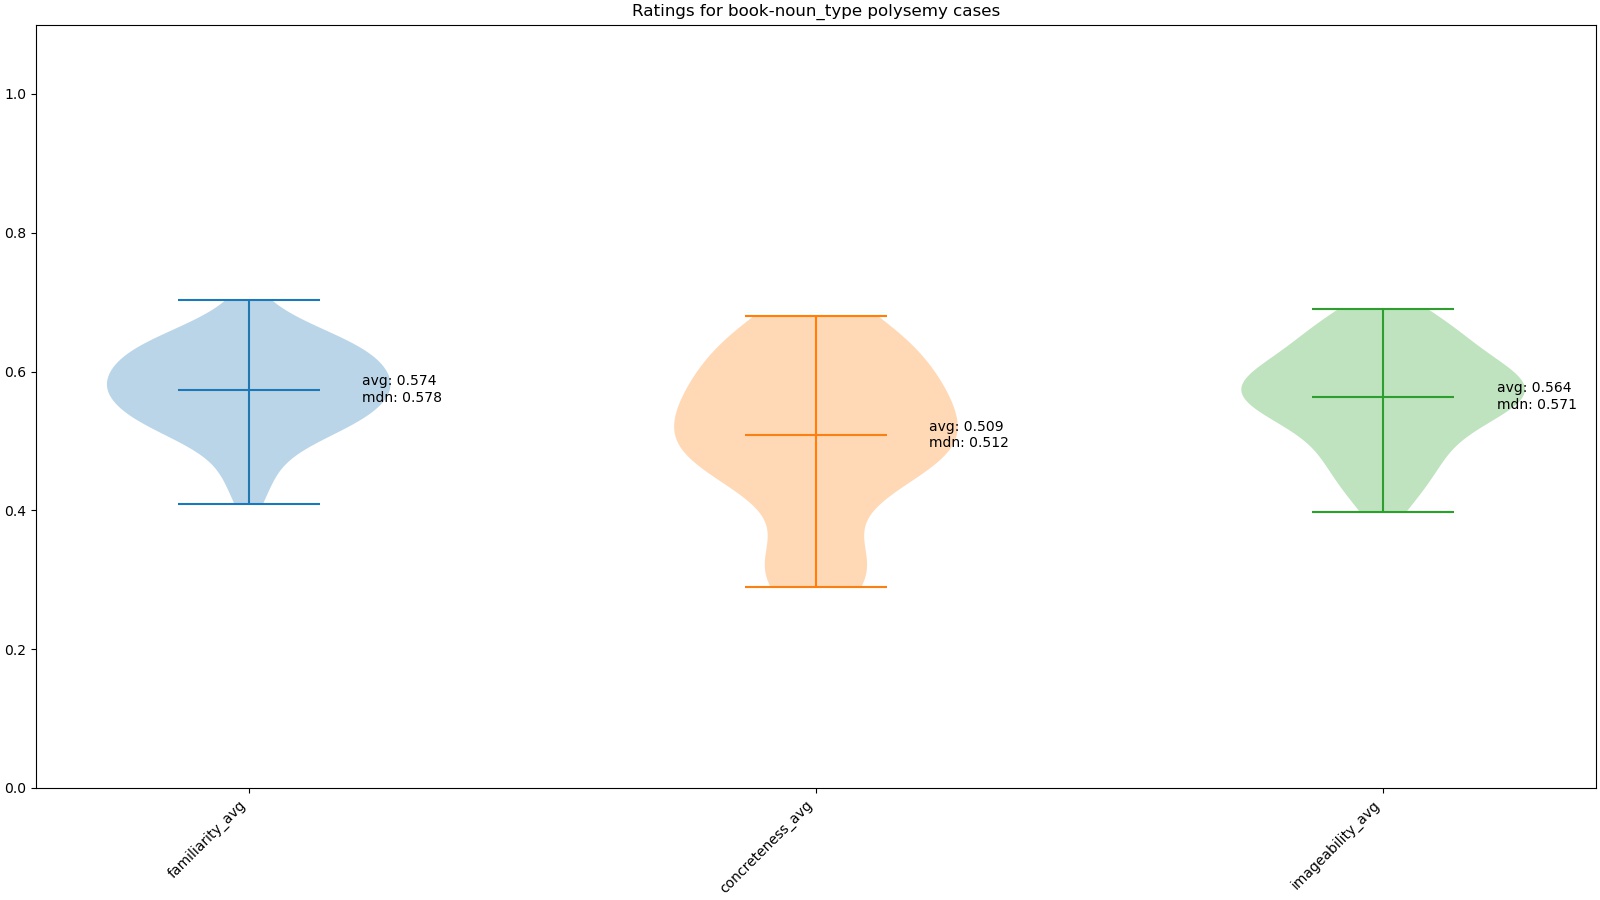 Ratings for book-noun_type polysemy cases
1.0
0.8
0.6
0.4
0.2
0.0
avg: 0.574
mdn: 0.578
avg: 0.509
mdn: 0.512
avg: 0.564
mdn: 0.571
familiarity_avg
concreteness_avg
imageability_avg